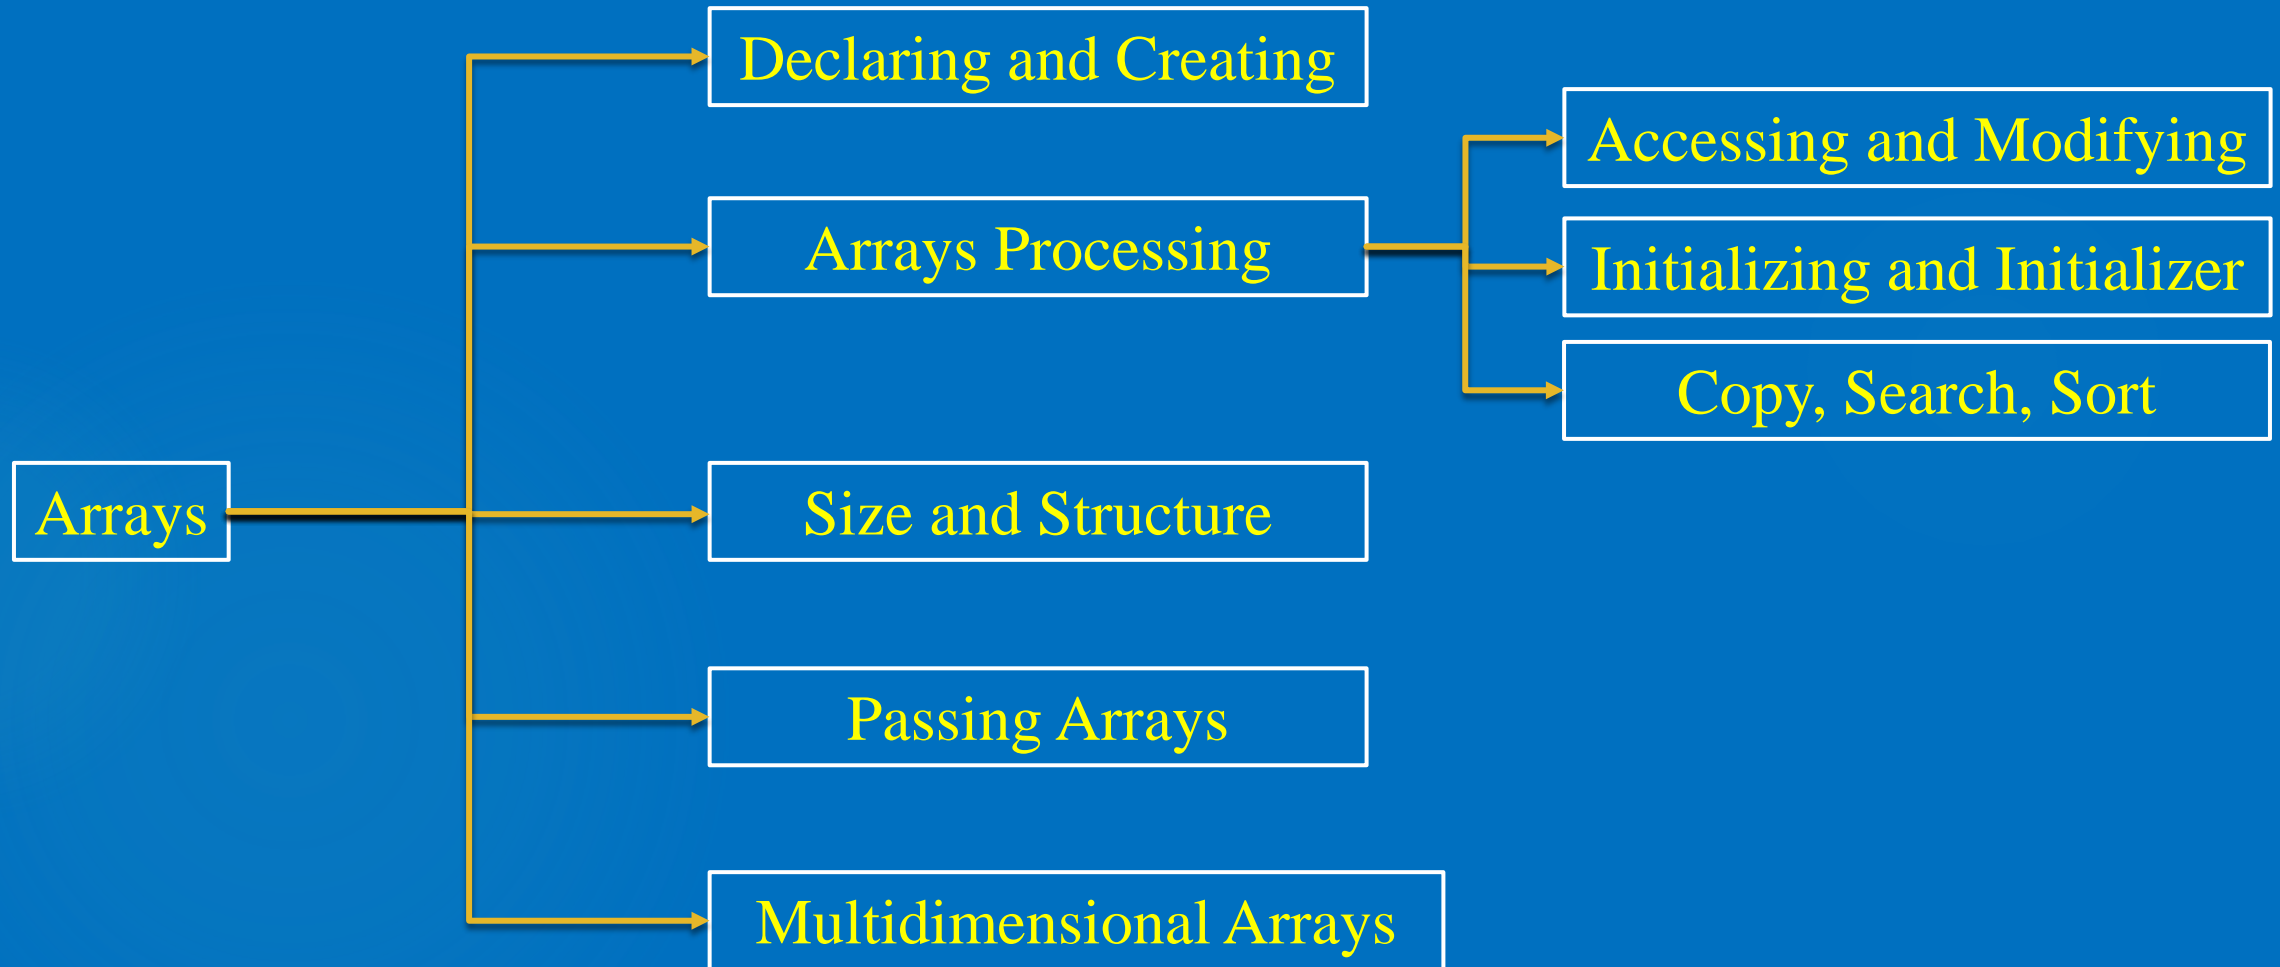 Arrays
Declaring and Creating
Arrays Processing
Accessing and Modifying
Initializing and Initializer
Copy, Search, Sort
Size and Structure
Passing Arrays
Multidimensional Arrays